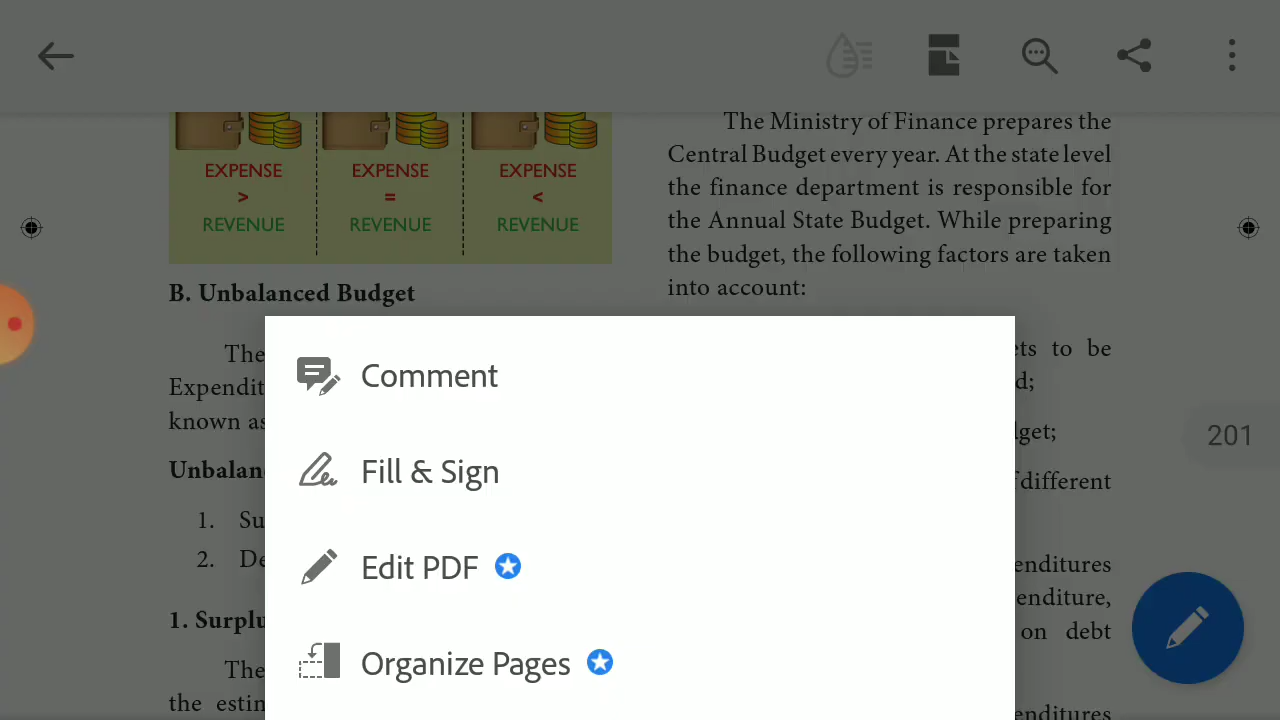 EXPENSE
>
REVENUE
EXPENSE
=
REVENUE
EXPENSE
<
REVENUE
B. Unbalanced Budget
The
Expendit
known as
Unbalan
1. Su
2. De
1. Surplu
The
the estin
The Ministry of Finance prepares the
Central Budget every year. At the state level
the finance department is responsible for
the Annual State Budget. While preparing
the budget, the following factors are taken
into account:
ets to be
d;
get;
f different
enditures
enditure,
on debt
enditures
201
Comment
Fill & Sign
Edit PDF
Organize Pages